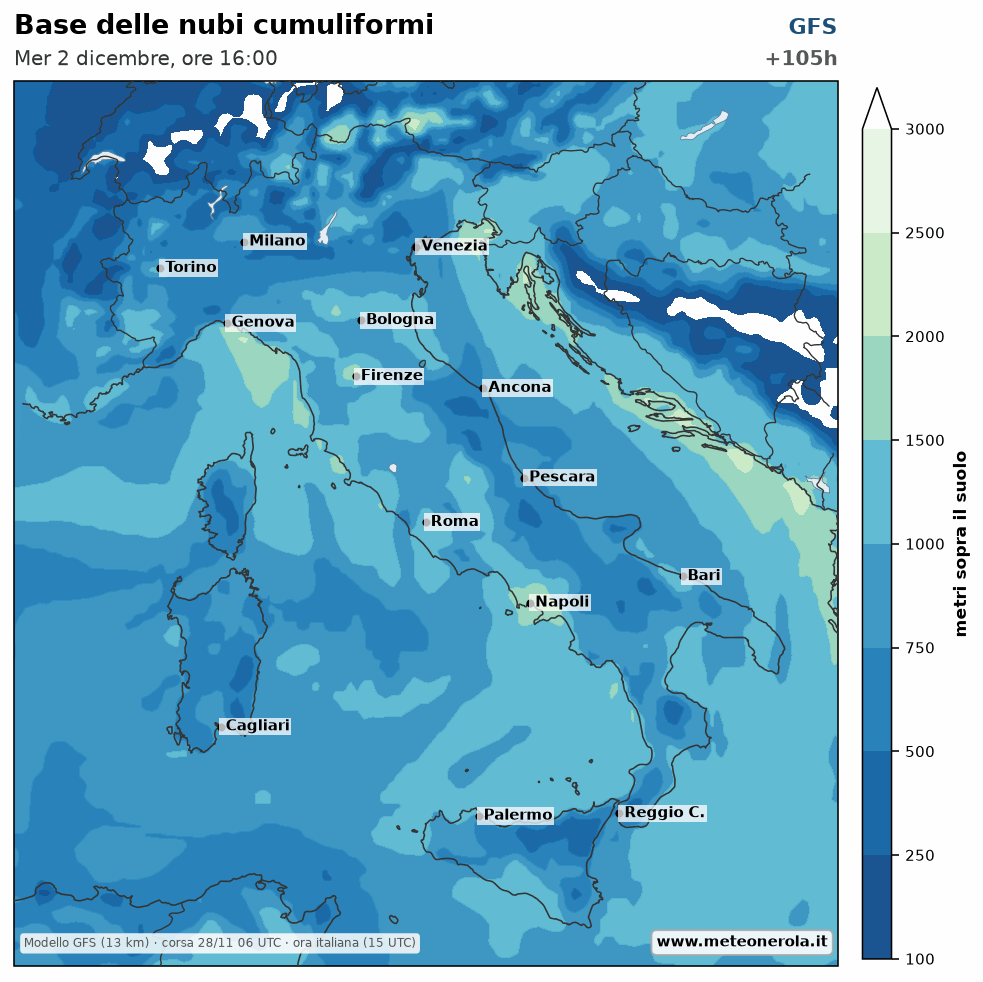 Base delle nubi cumuliformi
GFS
Mer 2 dicembre, ore 16:00
+105h
3000
2500
2000
1500
1000
750
500
250
100
metri sopra il suolo
Milano
Venezia
Torino
Genova
Bologna
Firenze
Ancona
Pescara
Roma
Bari
Napoli
Cagliari
Palermo
Reggio C.
Modello GFS (13 km) · corsa 28/11 06 UTC · ora italiana (15 UTC)
www.meteonerola.it